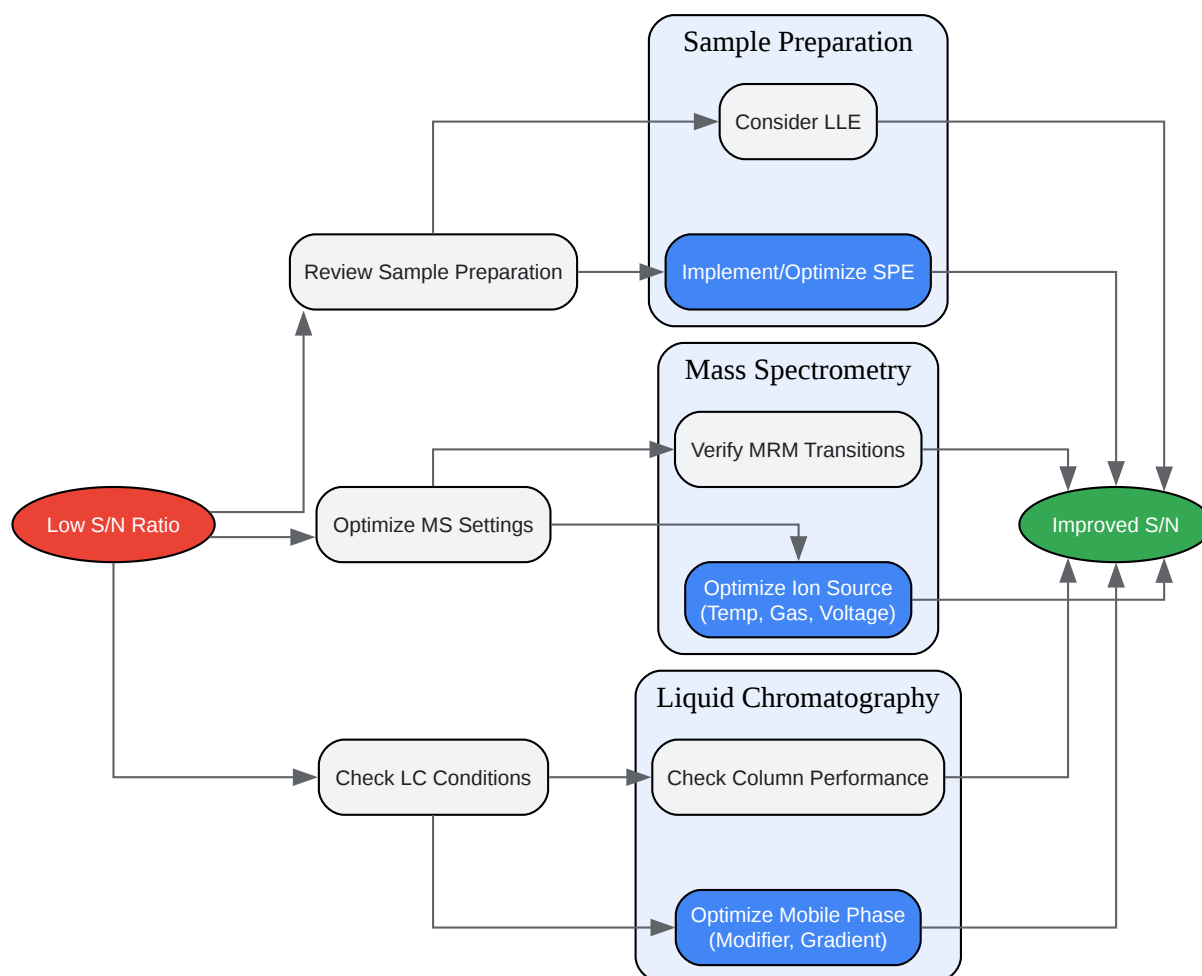 Sample Preparation
Consider LLE
Review Sample Preparation
Implement/Optimize SPE
Mass Spectrometry
Verify MRM Transitions
Low S/N Ratio
Optimize MS Settings
Improved S/N
Optimize Ion Source
(Temp, Gas, Voltage)
Liquid Chromatography
Check LC Conditions
Check Column Performance
Optimize Mobile Phase
(Modifier, Gradient)